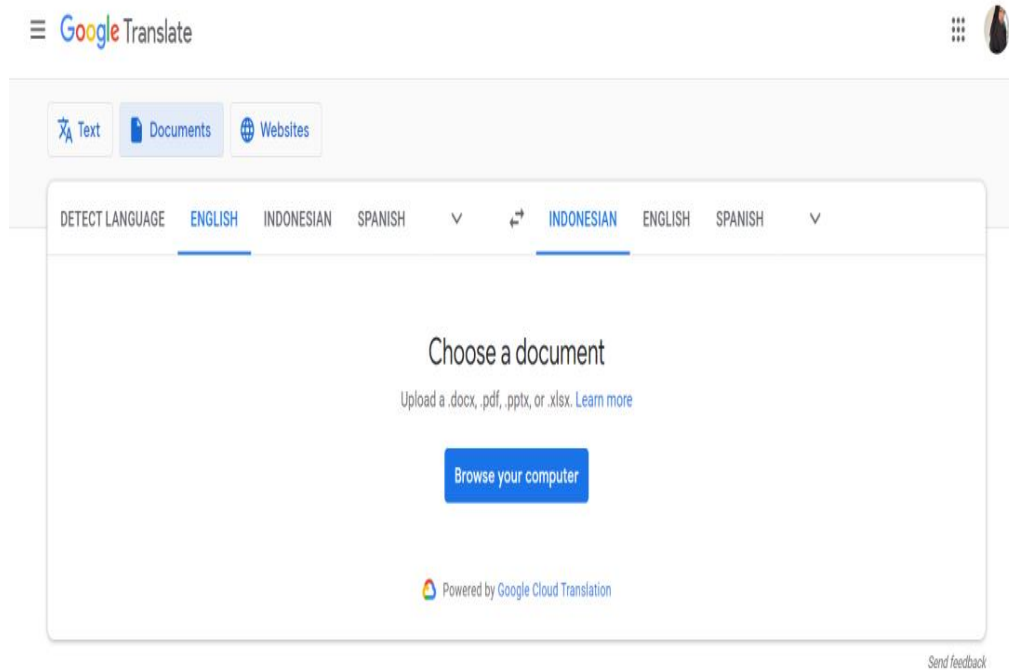 Google Translate
Text Documents Websites
DETECT LANGUAGE ENGLISH INDONESIAN SPANISH INDONESIAN ENGLISH SPANISH
Choose a document
Upload a .docx, .pdf, .pptx, or .xlsx. Learn more
Browse your computer
Powered by Google Cloud Translation
Send feedback